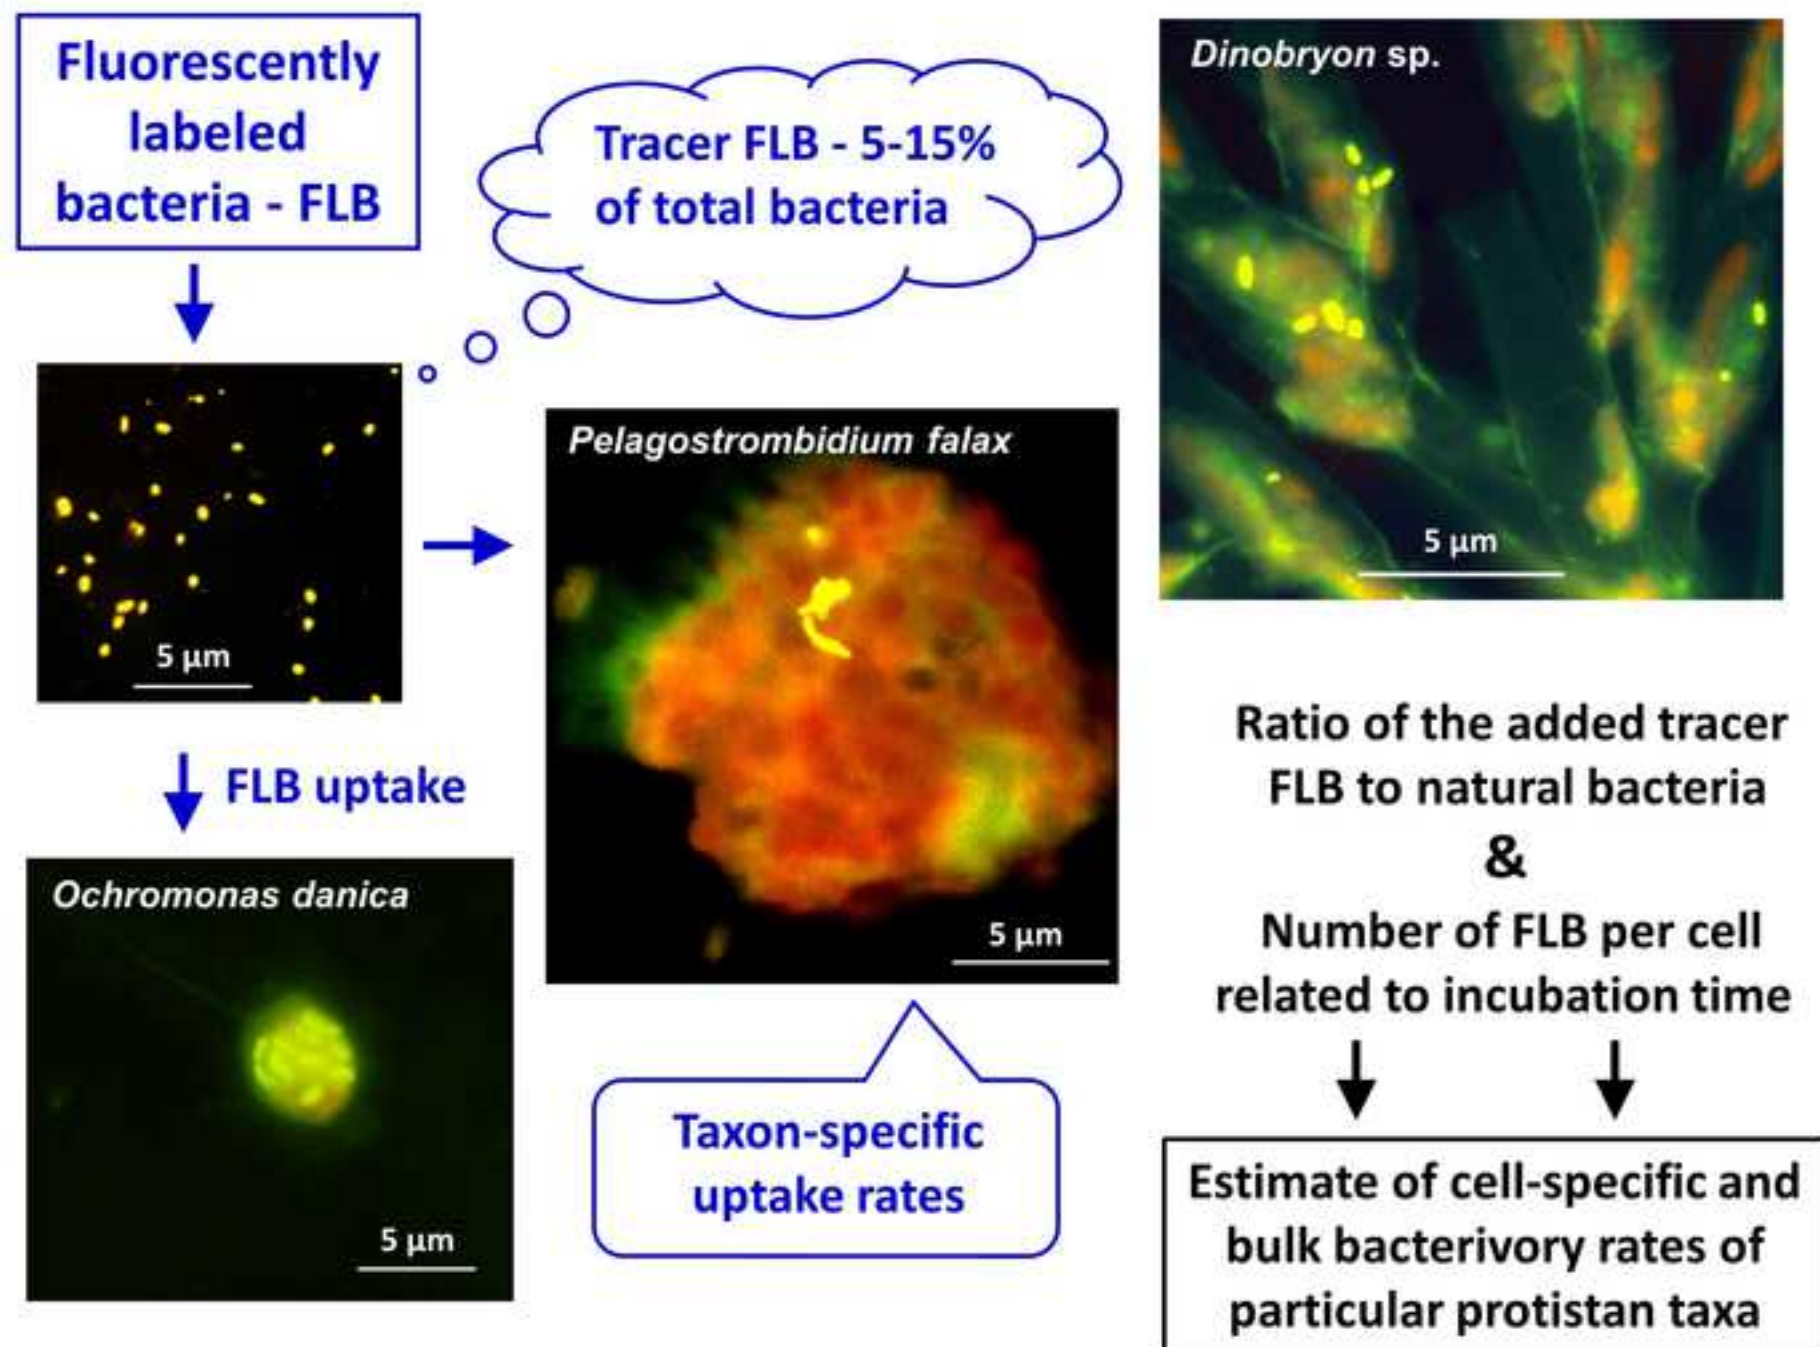 Fluorescently
labeled
bacteria - FLB
Tracer FLB - 5-15%
of total bacteria
5 µm
FLB uptake
Ochromonas danica
5 µm
Pelagostrombidium falax
5 µm
Taxon-specific
uptake rates
Dinobryon sp.
5 µm
Ratio of the added tracer
FLB to natural bacteria
&
Number of FLB per cell
related to incubation time
Estimate of cell-specific and
bulk bacterivory rates of
particular protistan taxa